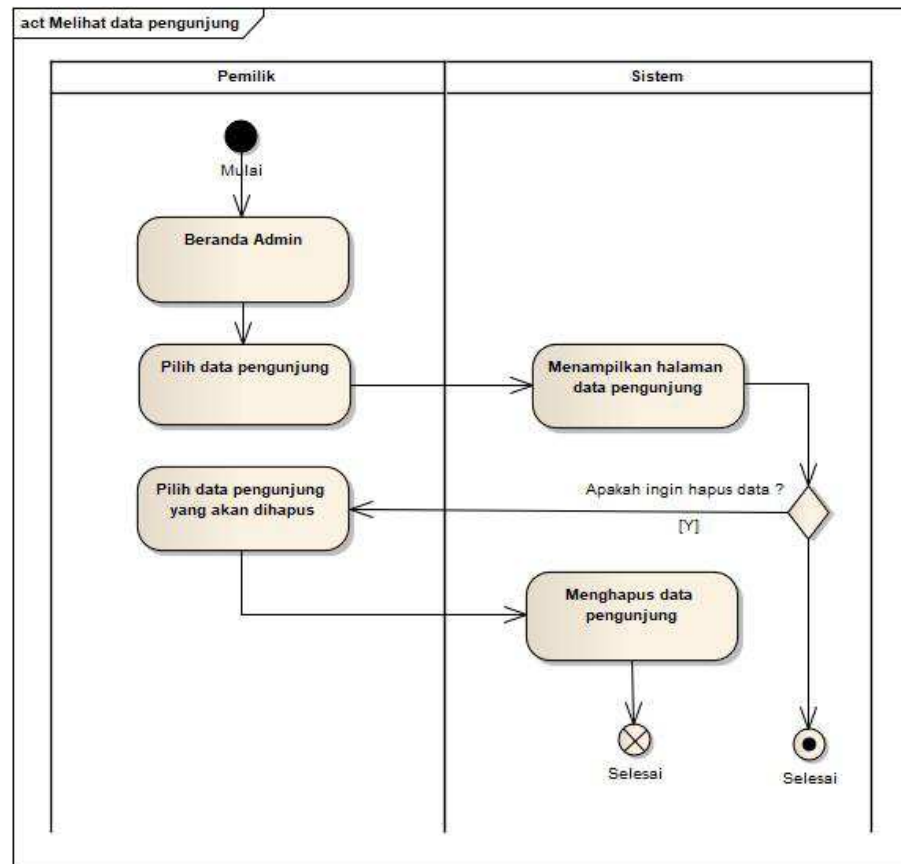 act Melihat data pengunjung
Pemilik
Sistem
Mulai
Beranda Admin
Pilih data pengunjung
Menampilkan halaman
data pengunjung
Apakah ingin hapus data ?
[Y]
Pilih data pengunjung
yang akan dihapus
Menghapus data
pengunjung
Selesai
Selesai